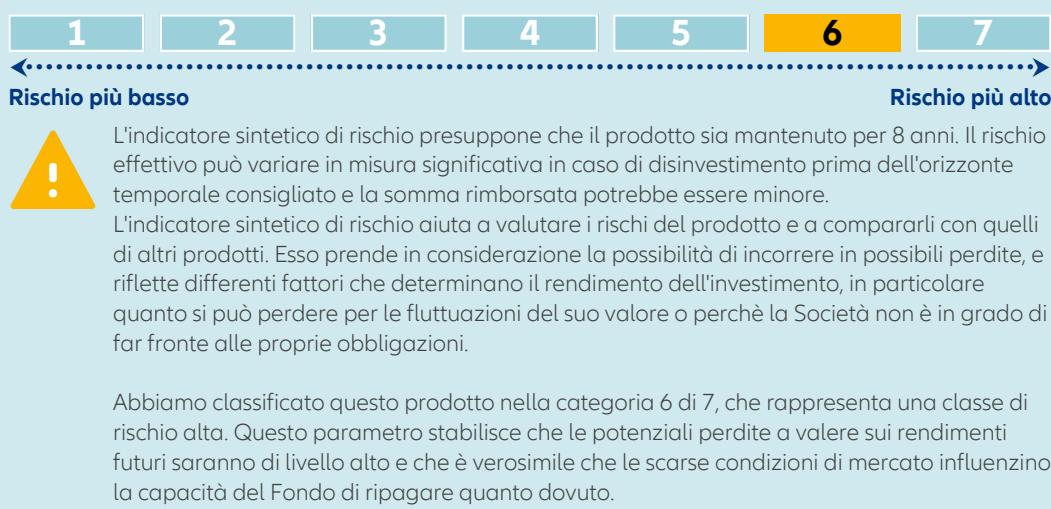 1 2 3 4 5 6 7
Rischio più basso Rischio più alto
L'indicatore sintetico di rischio presuppone che il prodotto sia mantenuto per 8 anni. Il rischio
effettivo può variare in misura significativa in caso di disinvestimento prima dell'orizzonte
temporale consigliato e la somma rimborsata potrebbe essere minore.
L'indicatore sintetico di rischio aiuta a valutare i rischi del prodotto e a compararli con quelli
di altri prodotti. Esso prende in considerazione la possibilità di incorrere in possibili perdite, e
riflette differenti fattori che determinano il rendimento dell'investimento, in particolare
quanto si può perdere per le fluttuazioni del suo valore o perchè la Società non è in grado di
far fronte alle proprie obbligazioni.
Abbiamo classificato questo prodotto nella categoria 6 di 7, che rappresenta una classe di
rischio alta. Questo parametro stabilisce che le potenziali perdite a valere sui rendimenti
futuri saranno di livello alto e che è verosimile che le scarse condizioni di mercato influenzino
la capacità del Fondo di ripagare quanto dovuto.